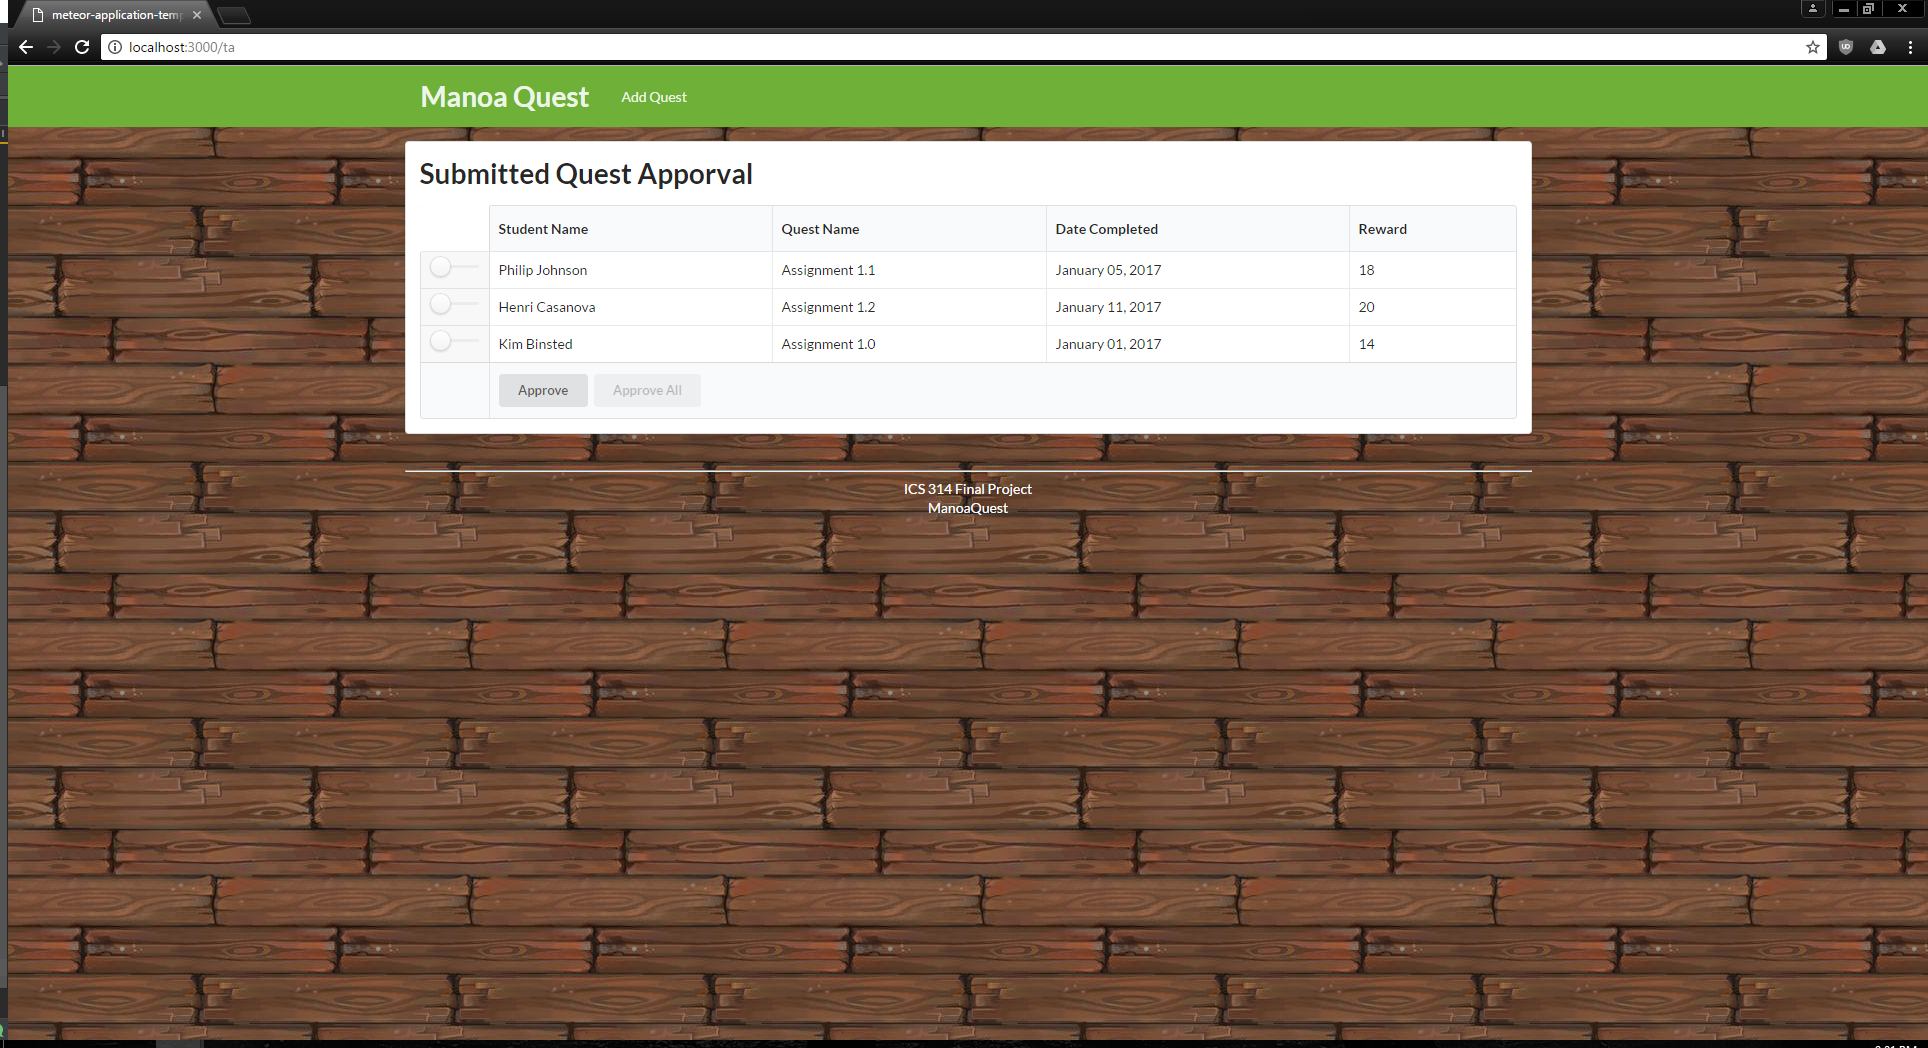 meteor-application-tem
localhost:3000/ta
Manoa Quest Add Quest
Submitted Quest Apporval
Student Name Quest Name Date Completed Reward
Philip Johnson Assignment 1.1 January 05, 2017 18
Henri Casanova Assignment 1.2 January 11, 2017 20
Kim Binsted Assignment 1.0 January 01, 2017 14
Approve Approve All
ICS 314 Final Project
ManoaQuest